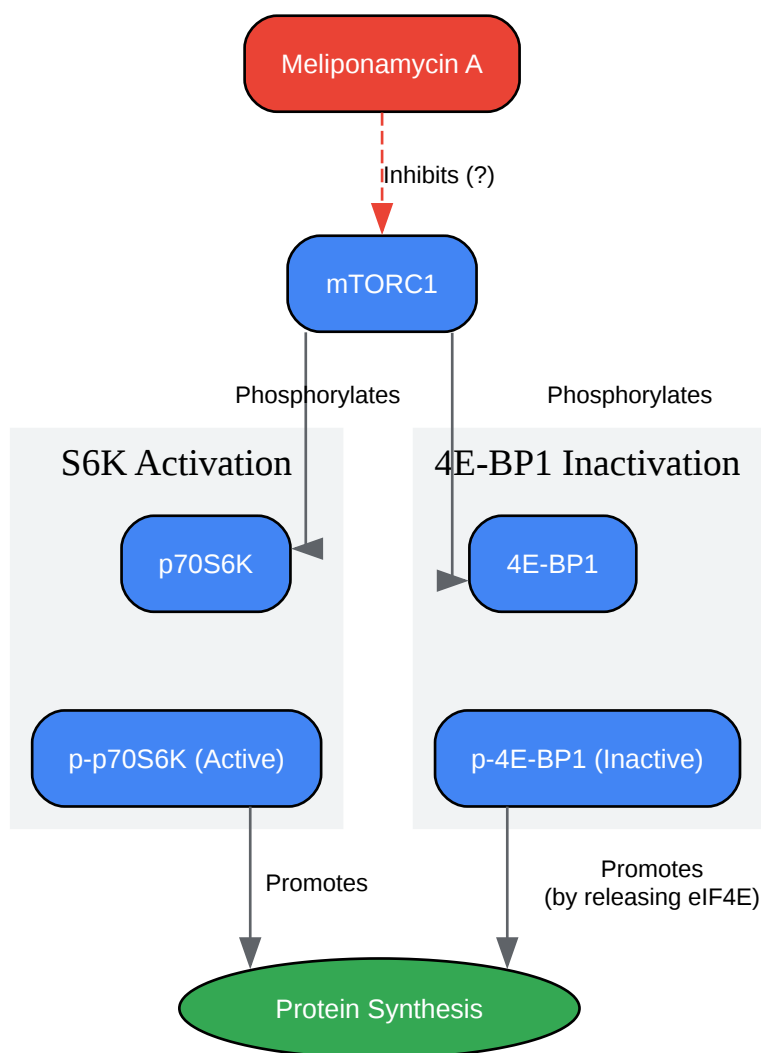 Meliponamycin A
Inhibits (?)
mTORC1
Phosphorylates
Phosphorylates
S6K Activation
4E-BP1 Inactivation
p70S6K
4E-BP1
p-p70S6K (Active)
p-4E-BP1 (Inactive)
Promotes
Promotes
(by releasing eIF4E)
Protein Synthesis